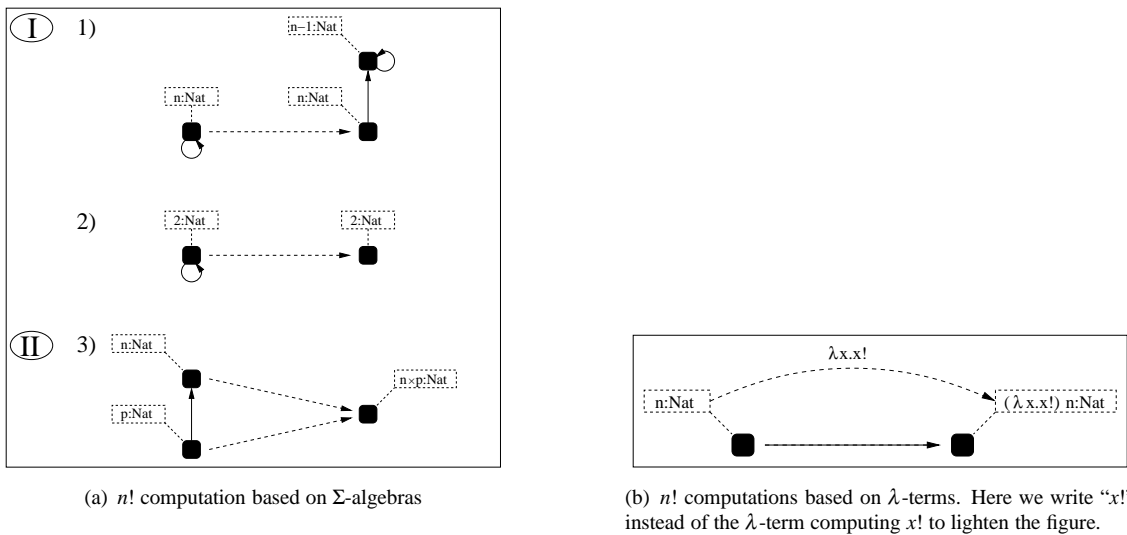 I 1)
n−1:Nat
n:Nat
n:Nat
2)
2:Nat
2:Nat
II 3)
n:Nat
n×p:Nat
p:Nat
(a) n! computation based on Σ-algebras
λx.x!
n:Nat
(λx.x!) n:Nat
(b) n! computations based on λ-terms. Here we write “x!”
instead of the λ-term computing x! to lighten the figure.